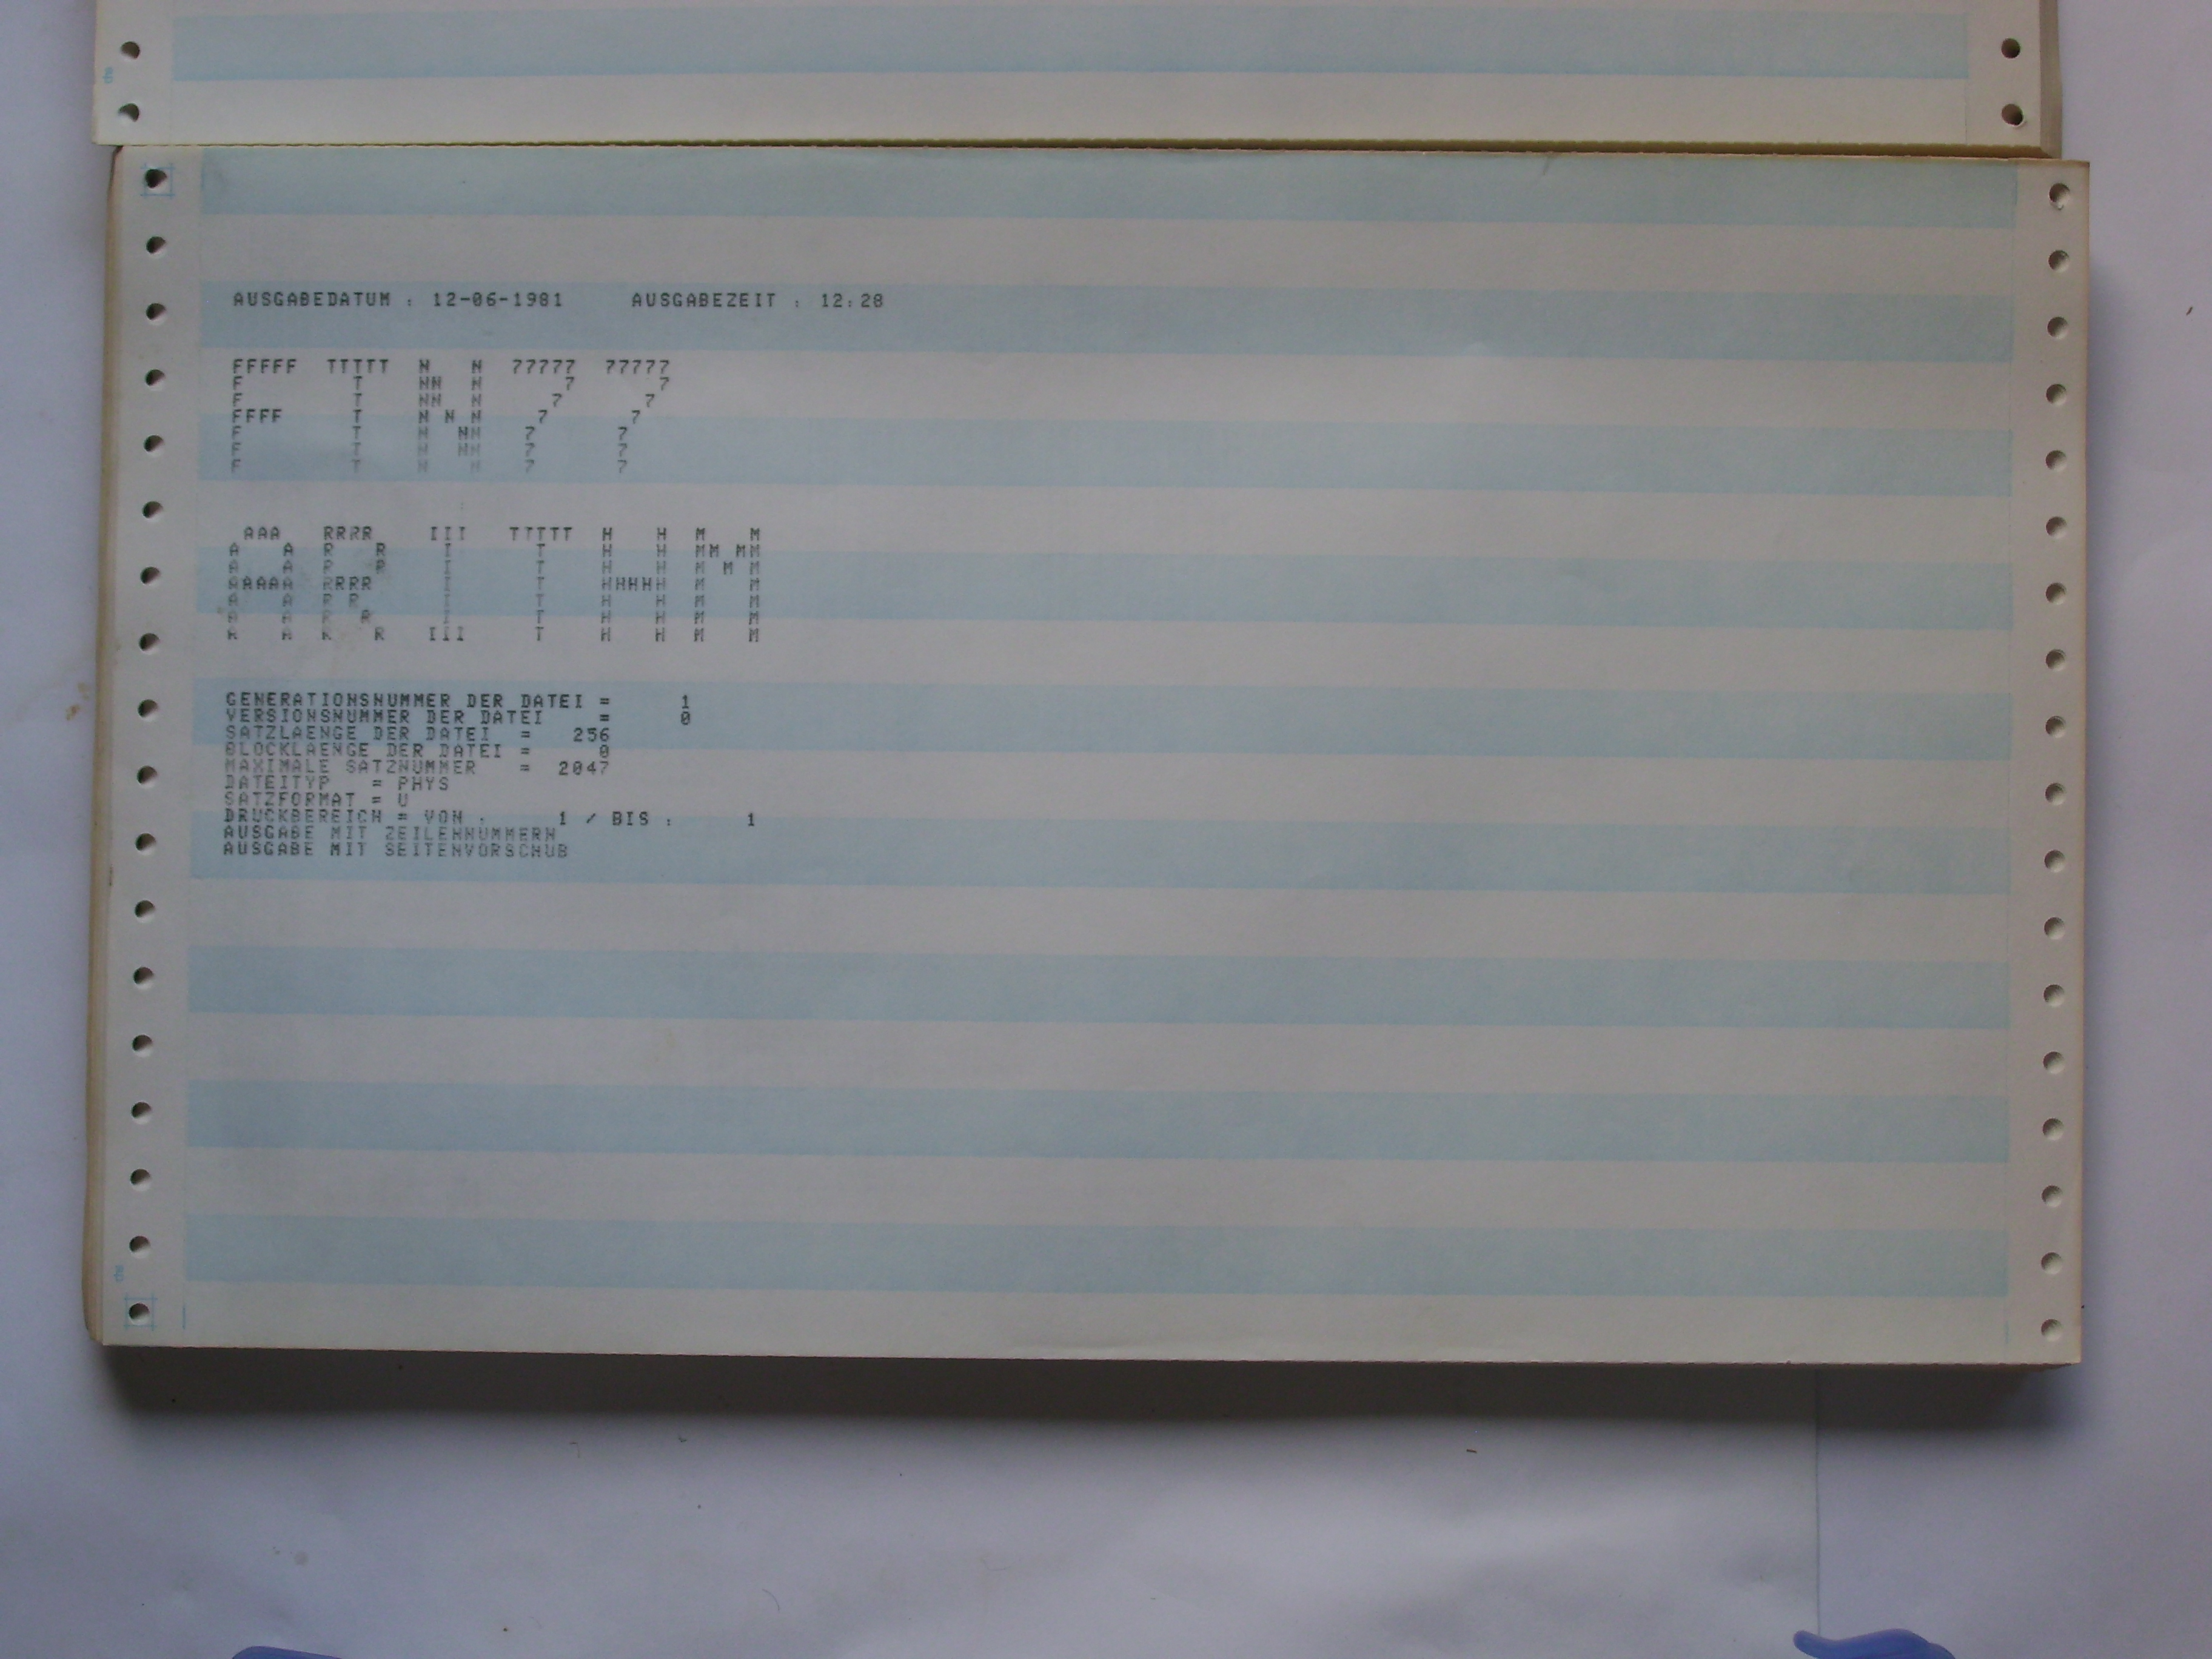 AUSGABEDATUM : 12-06-1981     AUSGABEZEIT : 12:28
FFFFF  TTTTT  N   N  77777  77777
F        T    NN  N      7      7
F        T    NN  N     7      7
FFFF     T    N N N    7      7
F        T    N  NN   7      7
F        T    N  NN   7      7
F        T    N   N   7      7
 AAA   RRRR    III   TTTTT  H   H  M   M
A   A  R   R    I      T    H   H  MM MM
A   A  R   R    I      T    H   H  M M M
AAAAA  RRRR     I      T    HHHHH  M   M
A   A  R R      I      T    H   H  M   M
A   A  R  R     I      T    H   H  M   M
A   A  R   R   III     T    H   H  M   M
GENERATIONSNUMMER DER DATEI =     1
VERSIONSNUMMER DER DATEI    =     0
SATZLAENGE DER DATEI  =   256
BLOCKLAENGE DER DATEI =     0
MAXIMALE SATZNUMMER   =  2047
DATEITYP   = PHYS
SATZFORMAT = U
DRUCKBEREICH = VON :     1 / BIS :     1
AUSGABE MIT ZEILENNUMMERN
AUSGABE MIT SEITENVORSCHUB